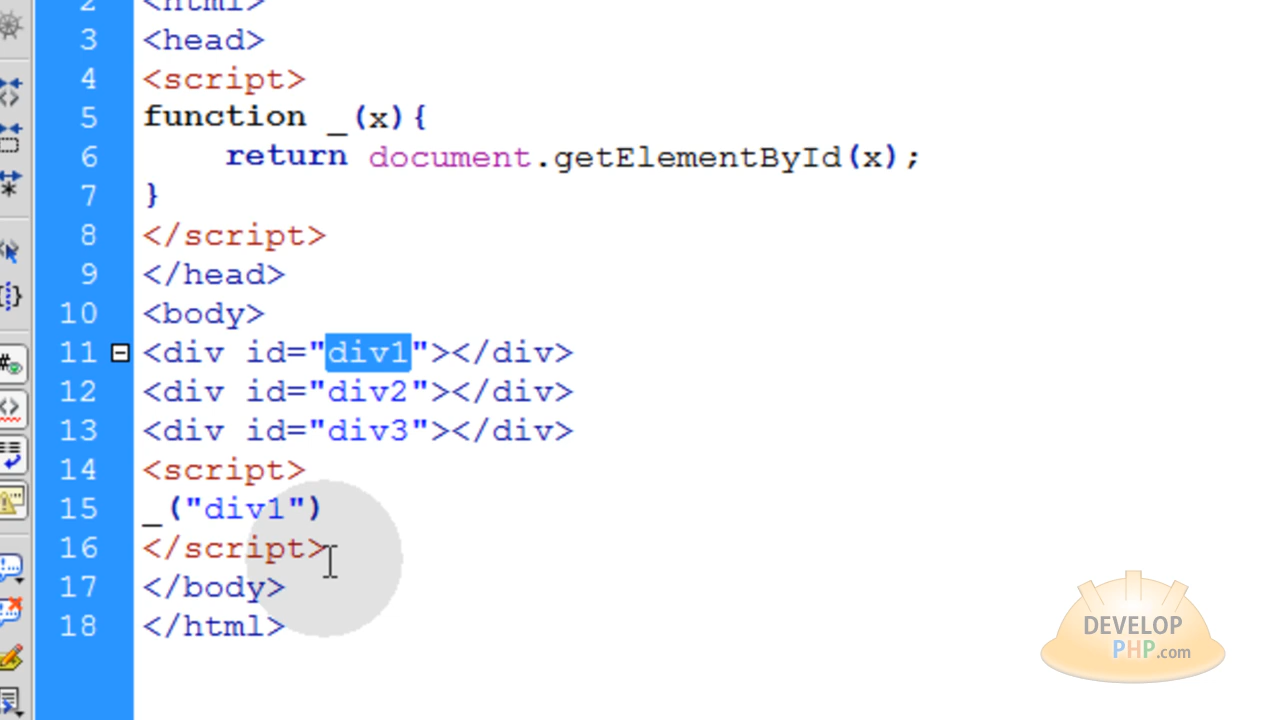 2 <html>
3 <head>
4 <script>
5 function _(x){
6 return document.getElementById(x);
7 }
8 </script>
9 </head>
10 <body>
11 <div id="div1"></div>
12 <div id="div2"></div>
13 <div id="div3"></div>
14 <script>
15 _("div1")
16 </script>
17 </body>
18 </html>
DEVELOP
PHP.com